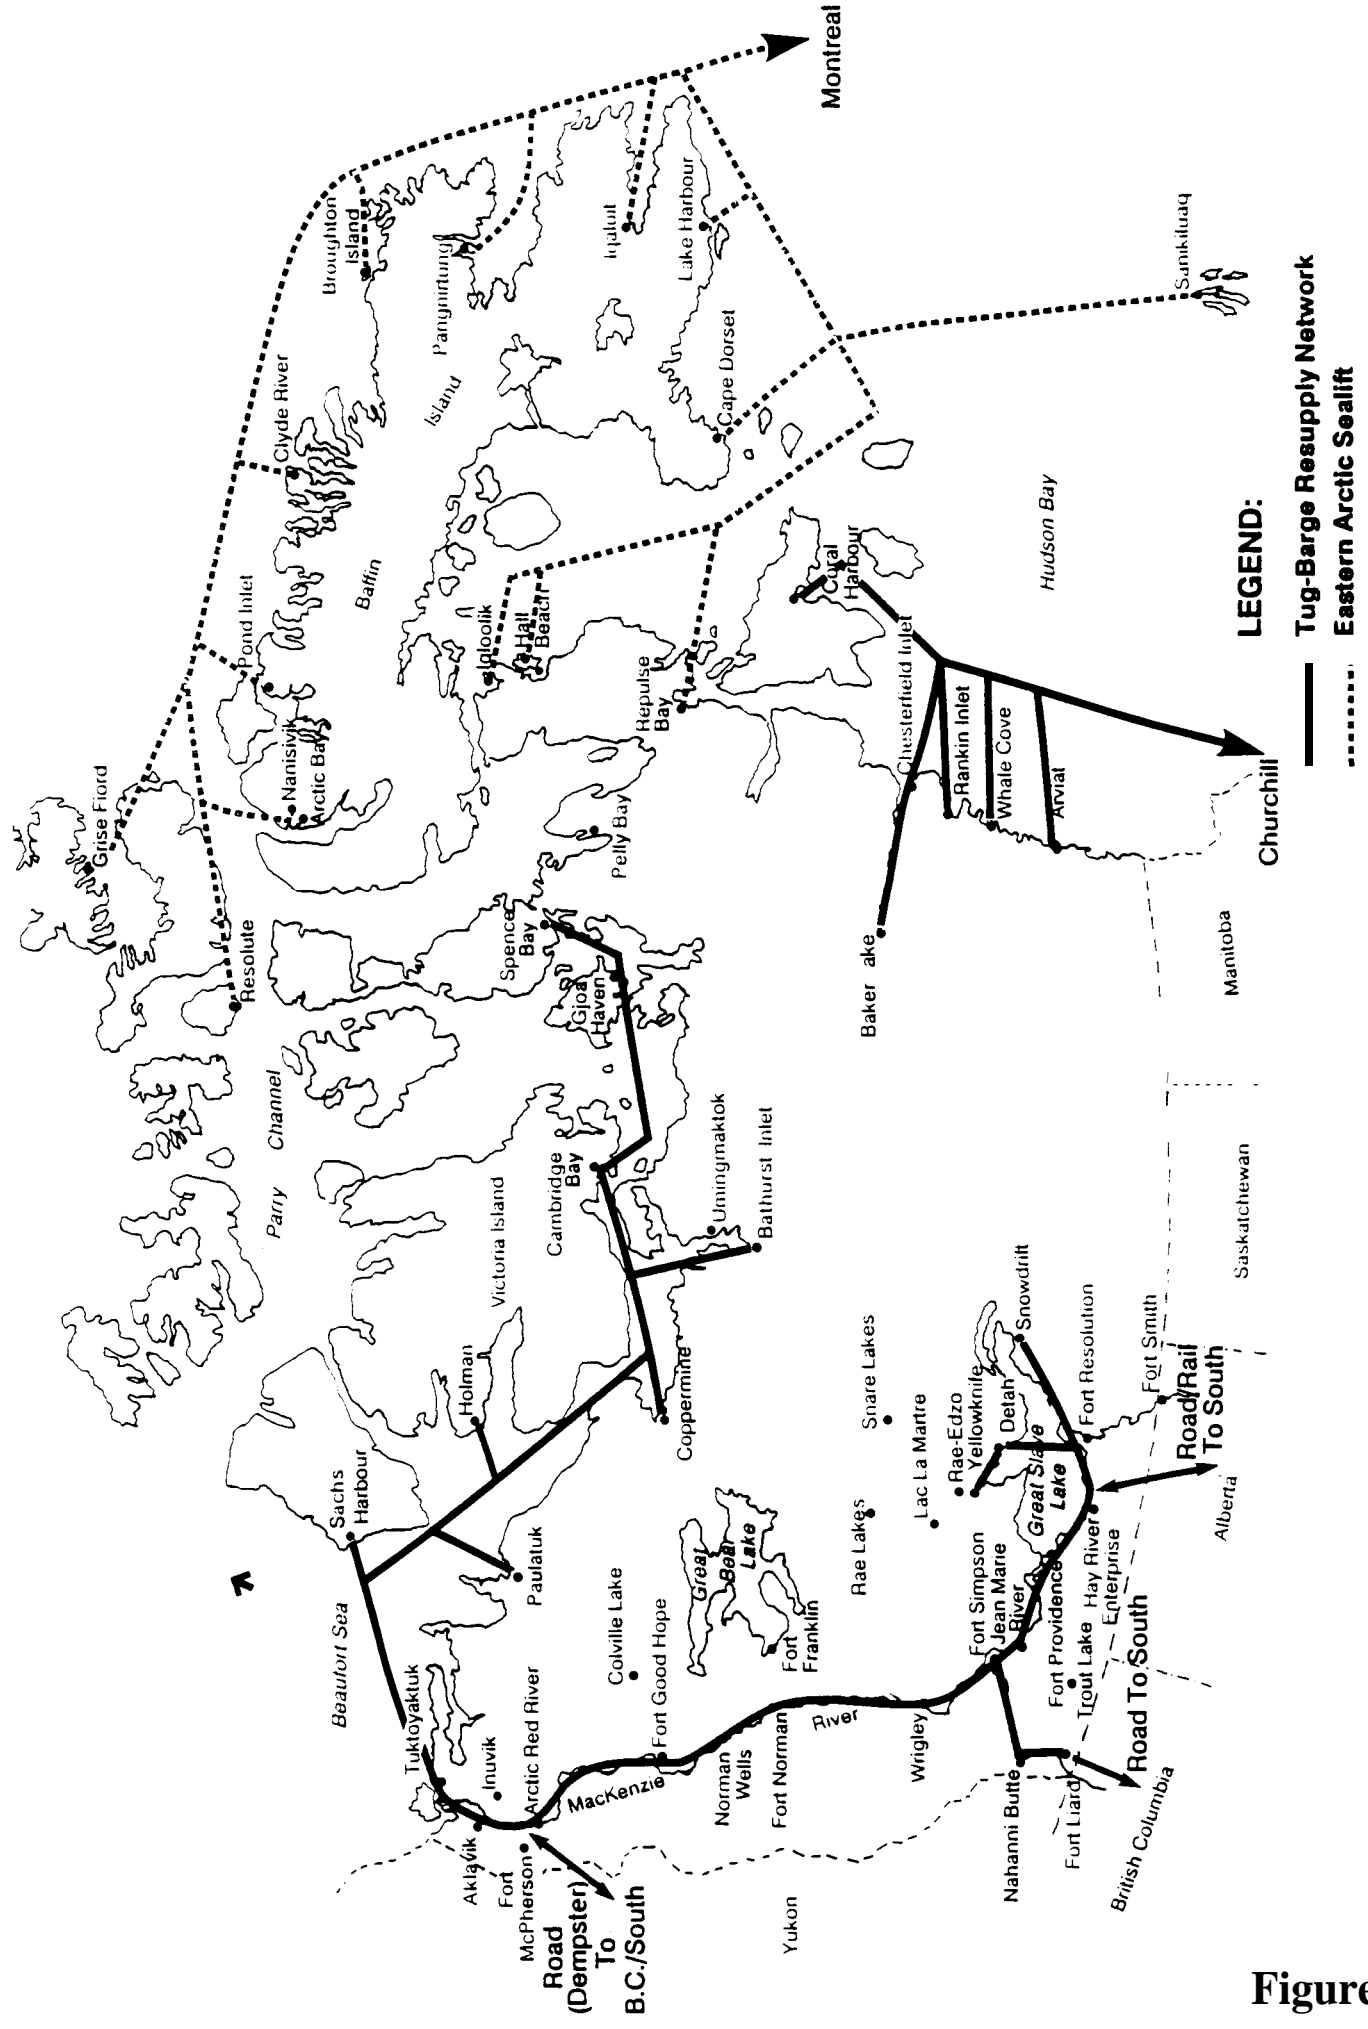 Grise Fiord
Resolute
Nanisivik
Arctic Bay
Pond Inlet
Clyde River
Broughton
Island
Pangnirtung
Iqaluit
Lake Harbour
Cape Dorset
Montreal
Sanikiluaq
Baffin
Island
Igloolik
Hall
Beach
Repulse
Bay
Pelly Bay
Spence
Bay
Gjoa
Haven
Parry Channel
Cambridge
Bay
Victoria Island
Umingmaktok
Bathurst Inlet
Holman
Coppermine
Sachs
Harbour
Paulatuk
Beaufort Sea
Tuktoyaktuk
Inuvik
Aklavik
Fort
McPherson
Arctic Red River
Road
(Dempster)
To
B.C./South
MacKenzie
River
Colville Lake
Fort Good Hope
Norman
Wells
Fort Norman
Great
Bear
Lake
Fort
Franklin
Wrigley
Yukon
Rae Lakes
Snare Lakes
Lac La Martre
Rae-Edzo
Yellowknife
Detah
Snowdrift
Great Slave
Lake
Fort Simpson
Jean Marie
River
Fort Providence
Trout Lake
Hay River
Enterprise
Fort Resolution
Fort Smith
Nahanni Butte
Fort Liard
Road To South
Road/Rail
To South
British Columbia
Alberta
Saskatchewan
Manitoba
Baker ake
Chesterfield Inlet
Rankin Inlet
Whale Cove
Arviat
Churchill
Coral
Harbour
Hudson Bay
LEGEND:
Tug-Barge Resupply Network
Eastern Arctic Sealift
Figure